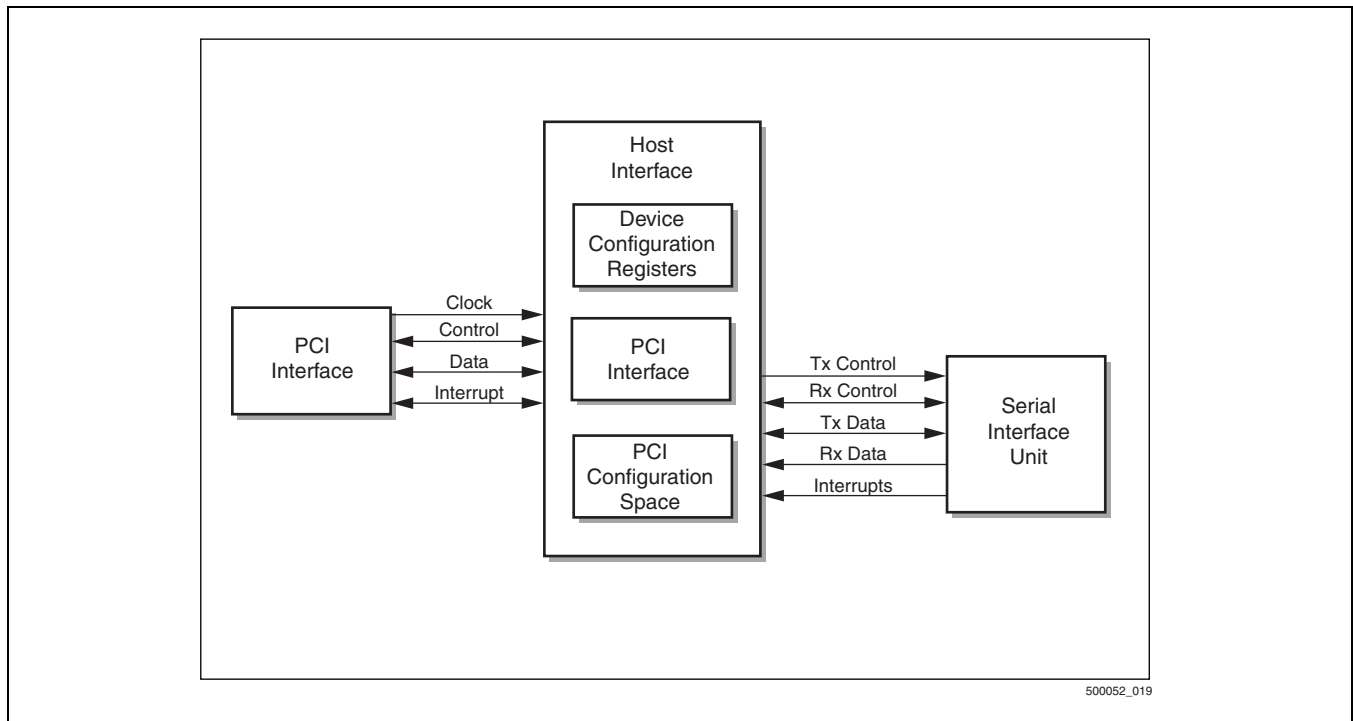 Host
Interface
Device
Configuration
Registers
PCI
Interface
Clock
Control
Data
Interrupt
PCI
Interface
PCI
Configuration
Space
Tx Control
Rx Control
Tx Data
Rx Data
Interrupts
Serial
Interface
Unit
500052_019